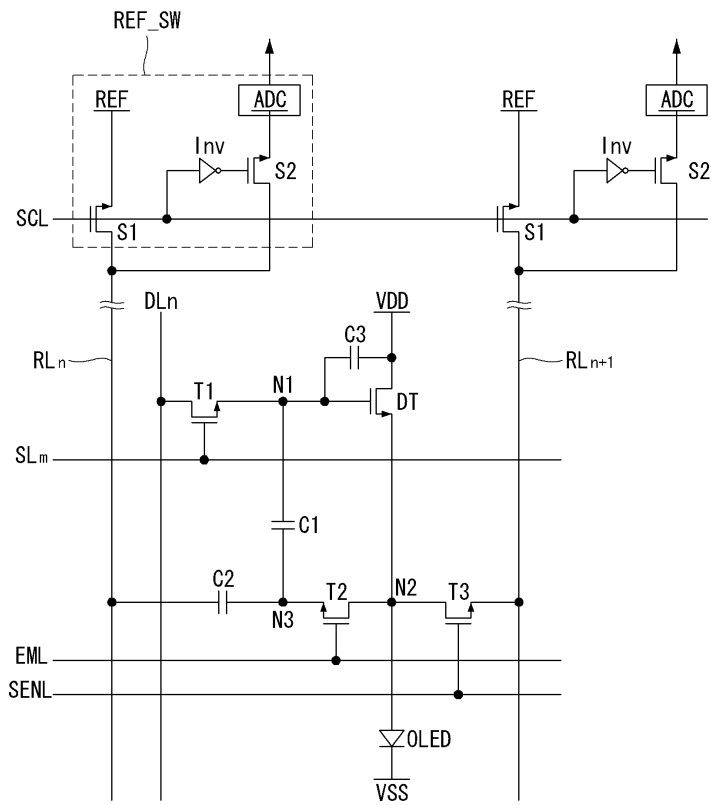 REF_SW
REF
ADC
REF
ADC
Inv
S2
Inv
S2
SCL
S1
S1
DLn
VDD
C3
RLn
RLn+1
T1
N1
DT
SLm
C1
C2
T2
N2
T3
N3
EML
SENL
OLED
VSS